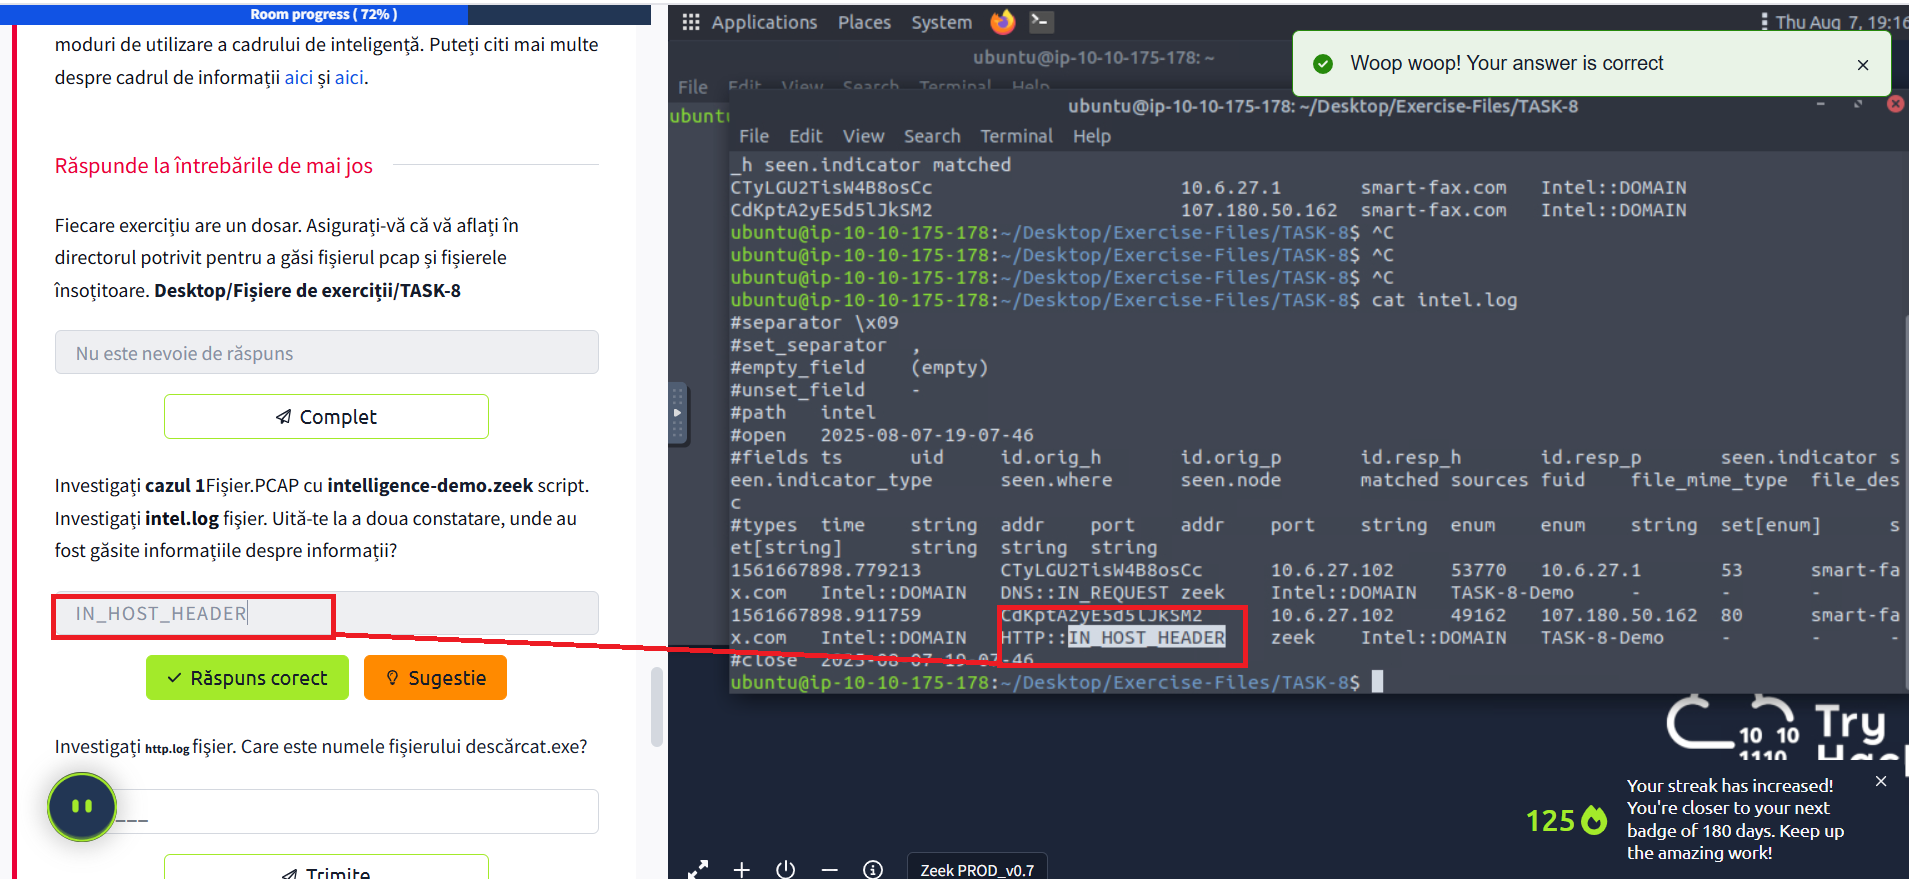 Room progress ( 72% )
moduri de utilizare a cadrului de inteligență. Puteți citi mai multe
despre cadrul de informații aici și aici.
Răspunde la întrebările de mai jos
Fiecare exercițiu are un dosar. Asigurați-vă că vă aflați în
directorul potrivit pentru a găsi fișierul pcap și fișierele
însoțitoare. Desktop/Fișiere de exerciții/TASK-8
Nu este nevoie de răspuns
Complet
Investigați cazul 1Fișier.PCAP cu intelligence-demo.zeek script.
Investigați intel.log fișier. Uită-te la a doua constatare, unde au
fost găsite informațiile despre informații?
IN_HOST_HEADER
Răspuns corect
Sugestie
Investigați http.log fișier. Care este numele fișierului descărcat.exe?
___
Trimite
Applications Places System
Thu Aug 7, 19:16
ubuntu@ip-10-10-175-178: ~
File Edit View Search Terminal Help
ubuntu
Woop woop! Your answer is correct
ubuntu@ip-10-10-175-178: ~/Desktop/Exercise-Files/TASK-8
File Edit View Search Terminal Help
_h seen.indicator matched
CTyLGU2TisW4B8osCc 10.6.27.1 smart-fax.com Intel::DOMAIN
CdKptA2yE5d5lJkSM2 107.180.50.162 smart-fax.com Intel::DOMAIN
ubuntu@ip-10-10-175-178:~/Desktop/Exercise-Files/TASK-8$ ^C
ubuntu@ip-10-10-175-178:~/Desktop/Exercise-Files/TASK-8$ ^C
ubuntu@ip-10-10-175-178:~/Desktop/Exercise-Files/TASK-8$ ^C
ubuntu@ip-10-10-175-178:~/Desktop/Exercise-Files/TASK-8$ cat intel.log
#separator \x09
#set_separator ,
#empty_field (empty)
#unset_field -
#path intel
#open 2025-08-07-19-07-46
#fields ts uid id.orig_h id.orig_p id.resp_h id.resp_p seen.indicator s
een.indicator_type seen.where seen.node matched sources fuid file_mime_type file_des
c
#types time string addr port addr port string enum enum string set[enum] s
et[string] string string string
1561667898.779213 CTyLGU2TisW4B8osCc 10.6.27.102 53770 10.6.27.1 53 smart-fa
x.com Intel::DOMAIN DNS::IN_REQUEST zeek Intel::DOMAIN TASK-8-Demo - - -
1561667898.911759 CdKptA2yE5d5lJkSM2 10.6.27.102 49162 107.180.50.162 80 smart-fa
x.com Intel::DOMAIN HTTP::IN_HOST_HEADER zeek Intel::DOMAIN TASK-8-Demo - - -
#close 2025-08-07-19-07-46
ubuntu@ip-10-10-175-178:~/Desktop/Exercise-Files/TASK-8$
10 10
1110
Try
Hac
Your streak has increased!
You're closer to your next
badge of 180 days. Keep up
the amazing work!
125
Zeek PROD_v0.7